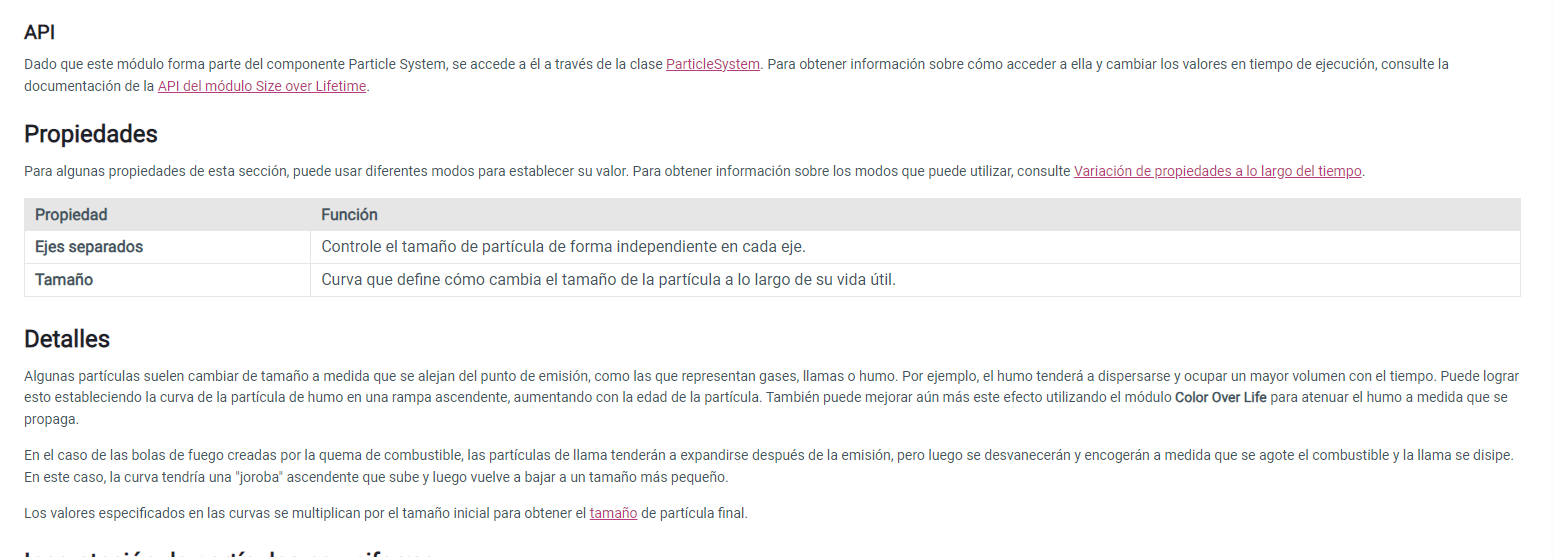 API
Dado que este módulo forma parte del componente Particle System, se accede a él a través de la clase ParticleSystem. Para obtener información sobre cómo acceder a ella y cambiar los valores en tiempo de ejecución, consulte la
documentación de la API del módulo Size over Lifetime.
Propiedades
Para algunas propiedades de esta sección, puede usar diferentes modos para establecer su valor. Para obtener información sobre los modos que puede utilizar, consulte Variación de propiedades a lo largo del tiempo.
Propiedad Función
Ejes separados Controle el tamaño de partícula de forma independiente en cada eje.
Tamaño Curva que define cómo cambia el tamaño de la partícula a lo largo de su vida útil.
Detalles
Algunas partículas suelen cambiar de tamaño a medida que se alejan del punto de emisión, como las que representan gases, llamas o humo. Por ejemplo, el humo tenderá a dispersarse y ocupar un mayor volumen con el tiempo. Puede lograr
esto estableciendo la curva de la partícula de humo en una rampa ascendente, aumentando con la edad de la partícula. También puede mejorar aún más este efecto utilizando el módulo Color Over Life para atenuar el humo a medida que se
propaga.
En el caso de las bolas de fuego creadas por la quema de combustible, las partículas de llama tenderán a expandirse después de la emisión, pero luego se desvanecerán y encogerán a medida que se agote el combustible y la llama se disipe.
En este caso, la curva tendría una "joroba" ascendente que sube y luego vuelve a bajar a un tamaño más pequeño.
Los valores especificados en las curvas se multiplican por el tamaño inicial para obtener el tamaño de partícula final.